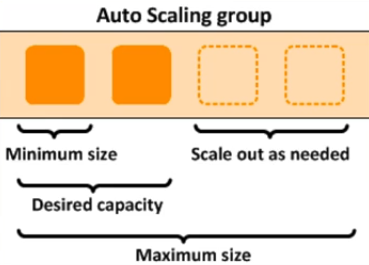 Auto Scaling group
Minimum size
Scale out as needed
Desired capacity
Maximum size